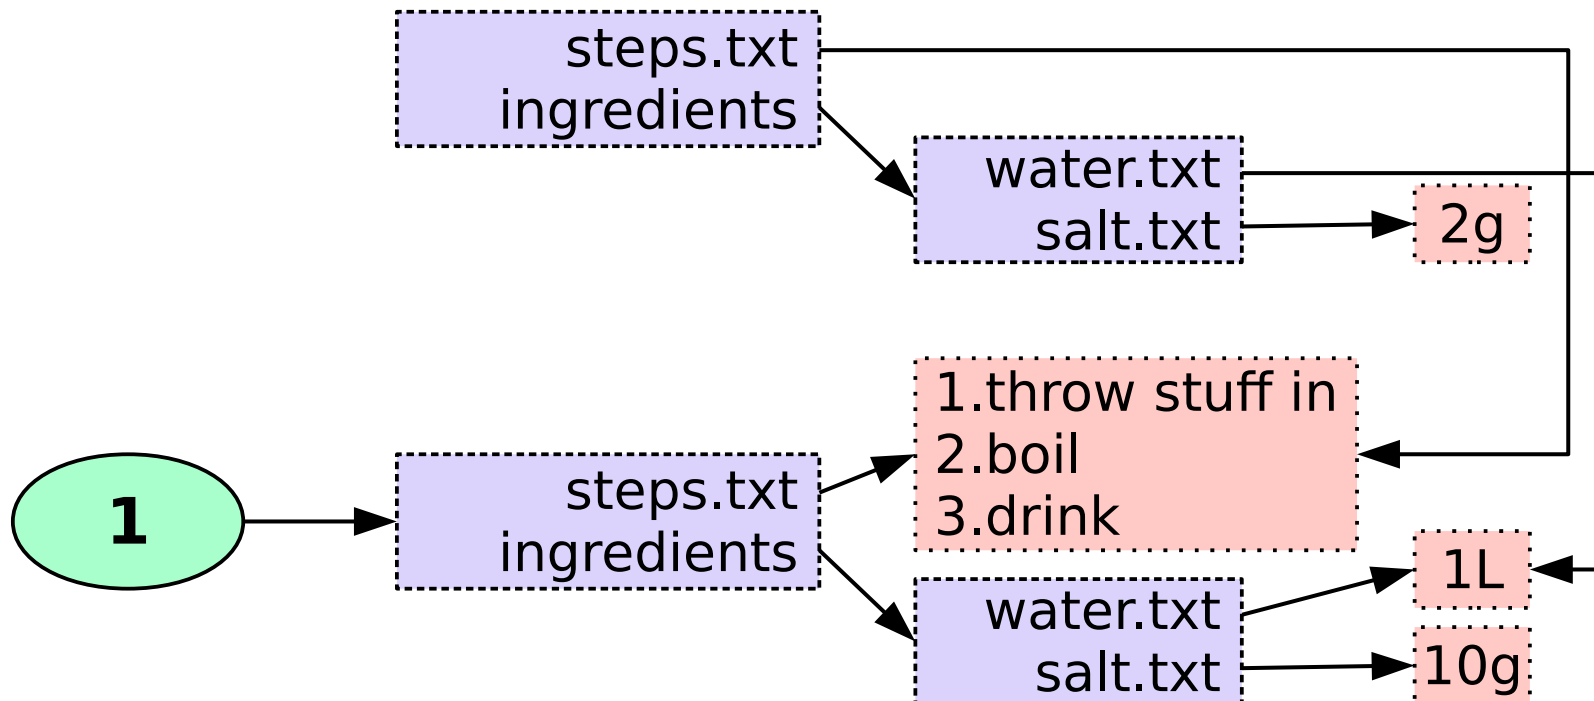 steps.txt
ingredients
water.txt
salt.txt
2g
1
steps.txt
ingredients
1.throw stuff in
2.boil
3.drink
water.txt
salt.txt
1L
10g